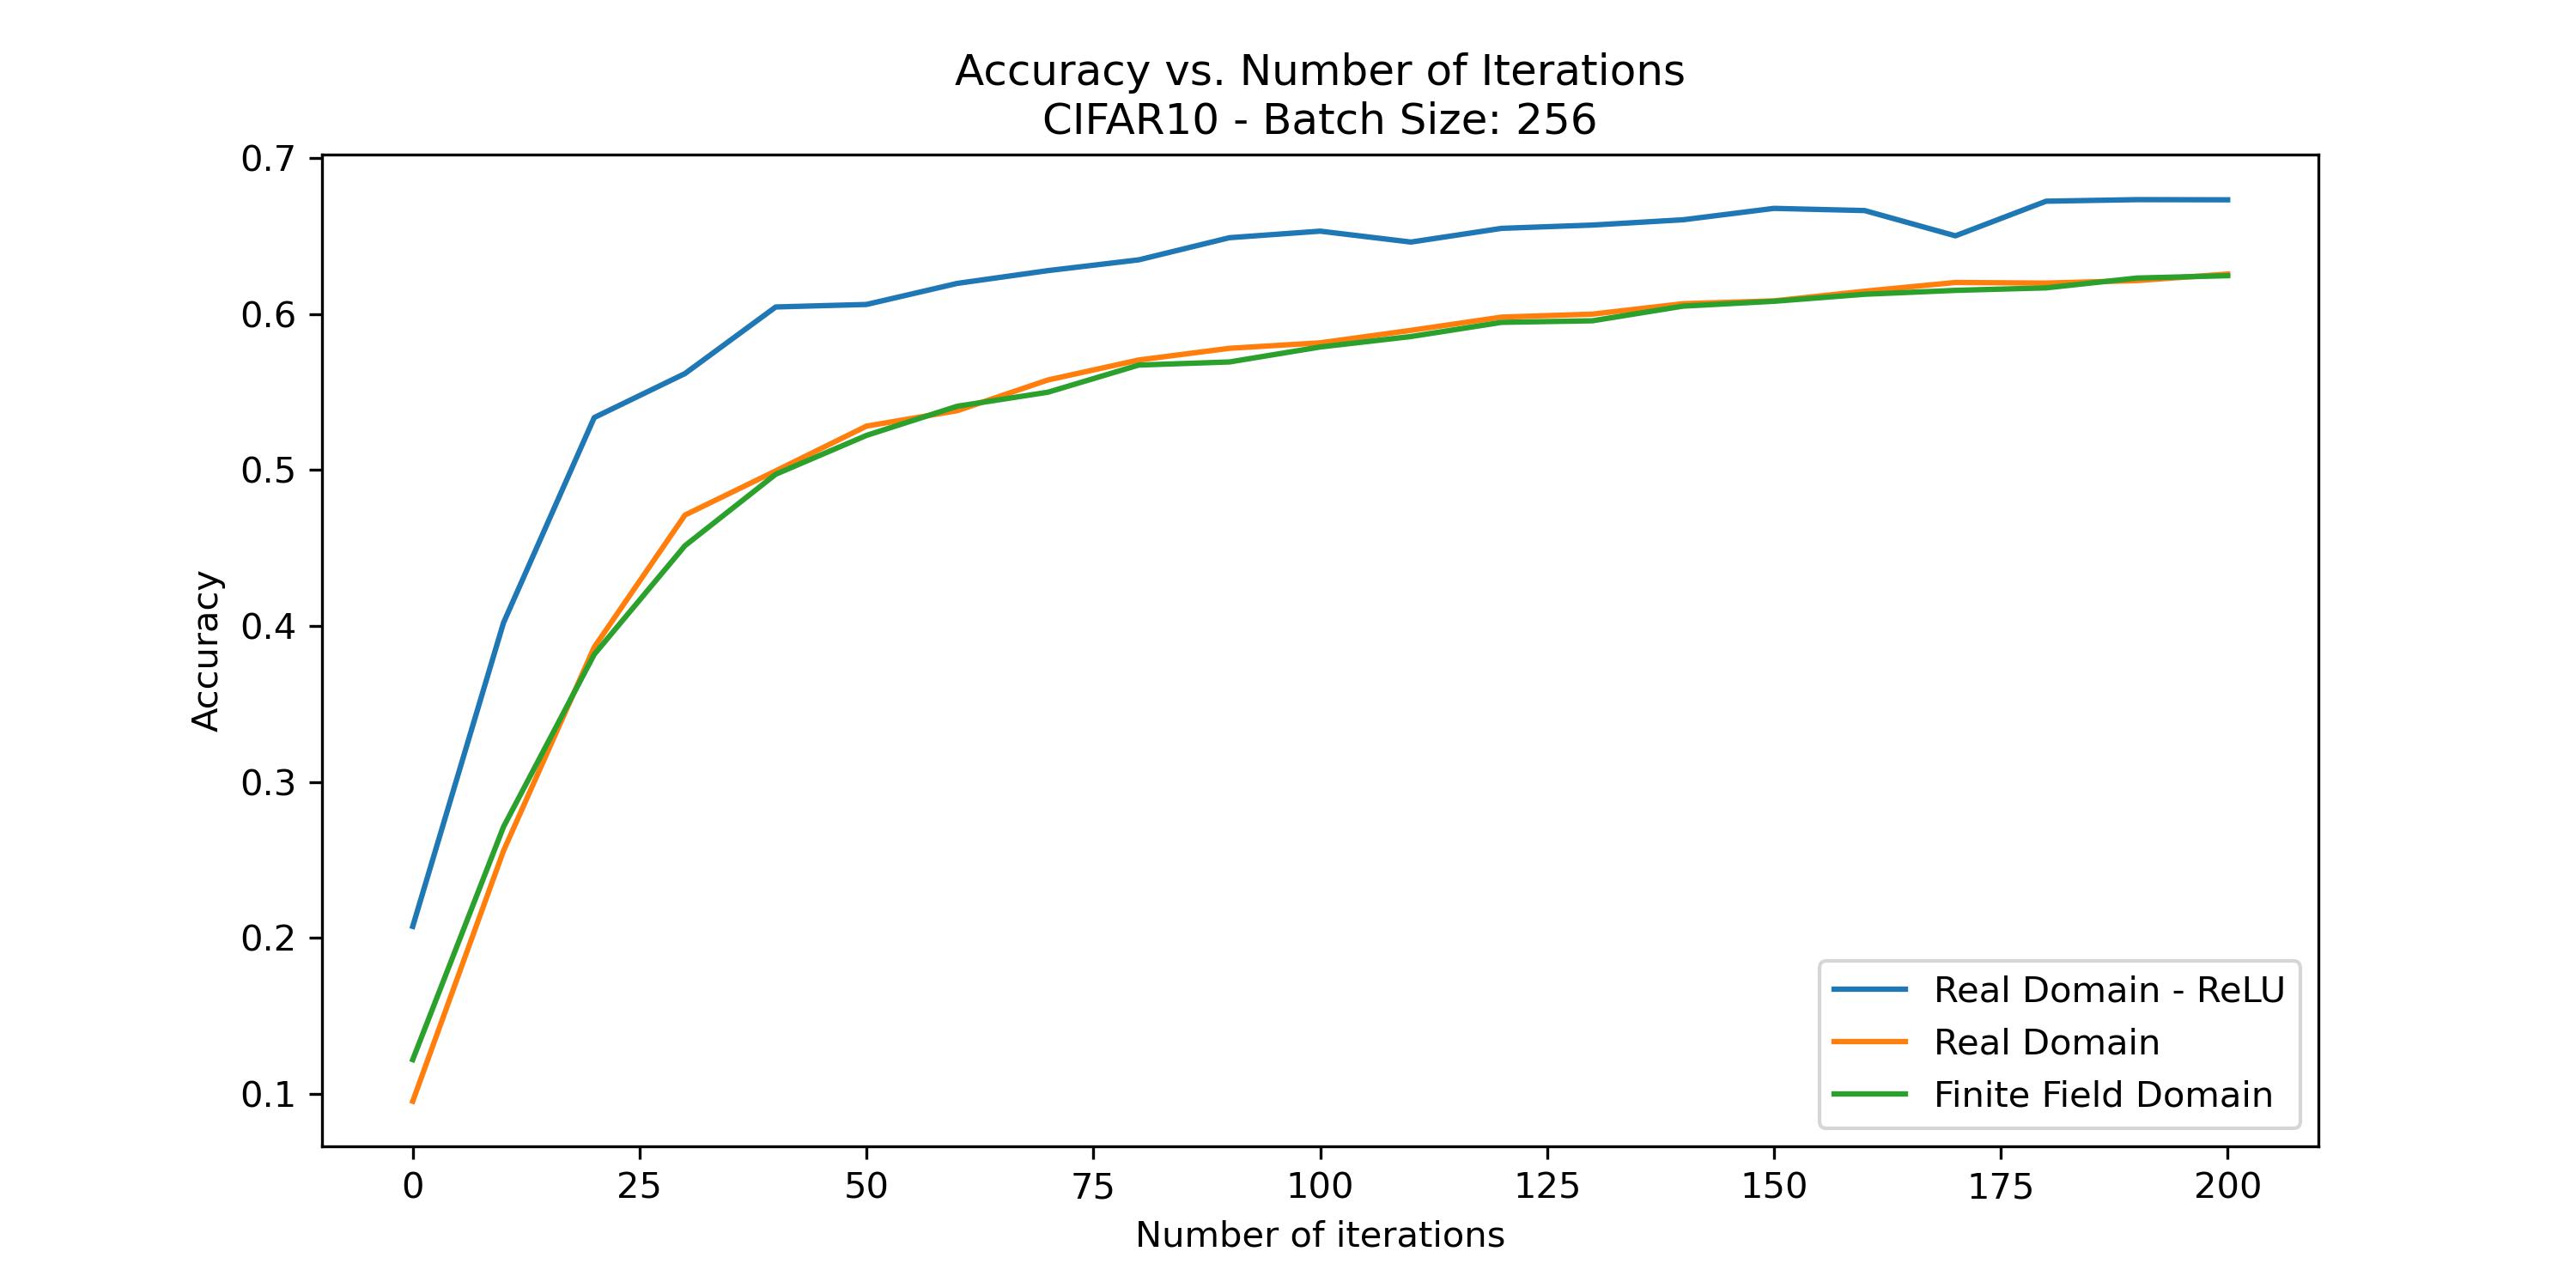 Accuracy vs. Number of Iterations
CIFAR10 - Batch Size: 256
0.7
0.6
0.5
0.4
0.3
0.2
0.1
Accuracy
Real Domain - ReLU
Real Domain
Finite Field Domain
0 25 50 75 100 125 150 175 200
Number of iterations